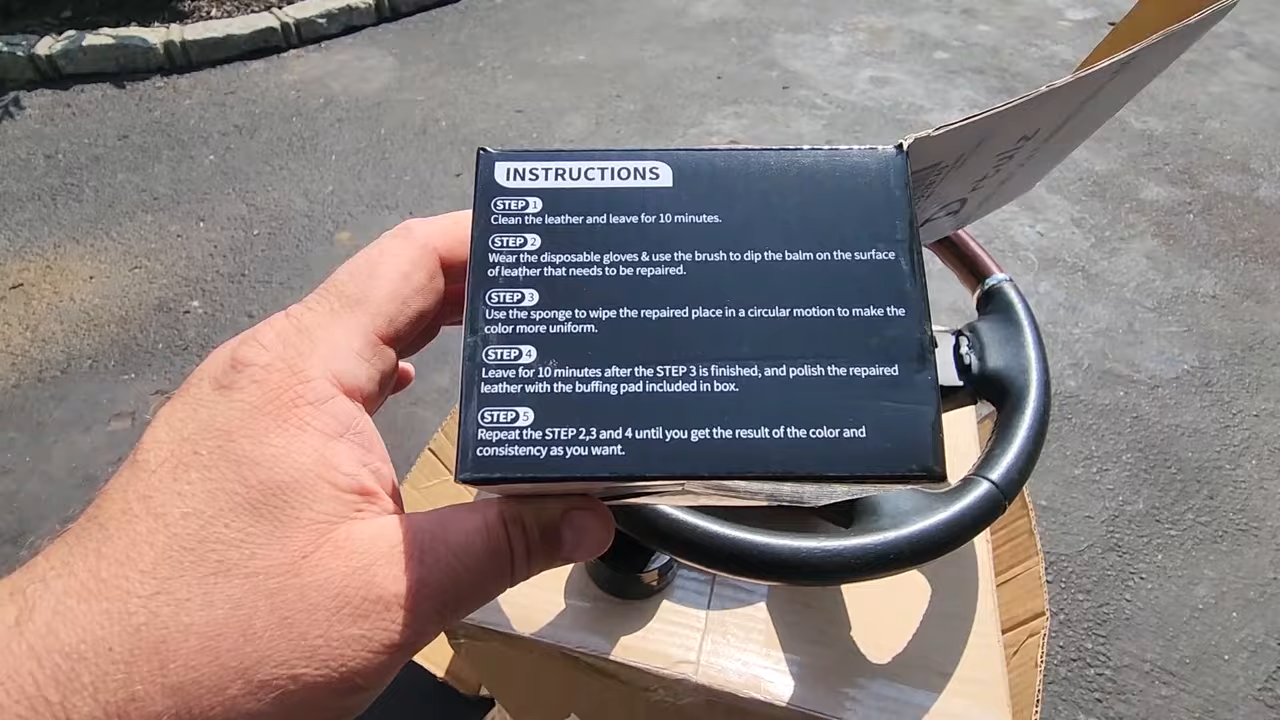 INSTRUCTIONS
STEP 1
Clean the leather and leave for 10 minutes.
STEP 2
Wear the disposable gloves & use the brush to dip the balm on the surface
of leather that needs to be repaired.
STEP 3
Use the sponge to wipe the repaired place in a circular motion to make the
color more uniform.
STEP 4
Leave for 10 minutes after the STEP 3 is finished, and polish the repaired
leather with the buffing pad included in box.
STEP 5
Repeat the STEP 2,3 and 4 until you get the result of the color and
consistency as you want.